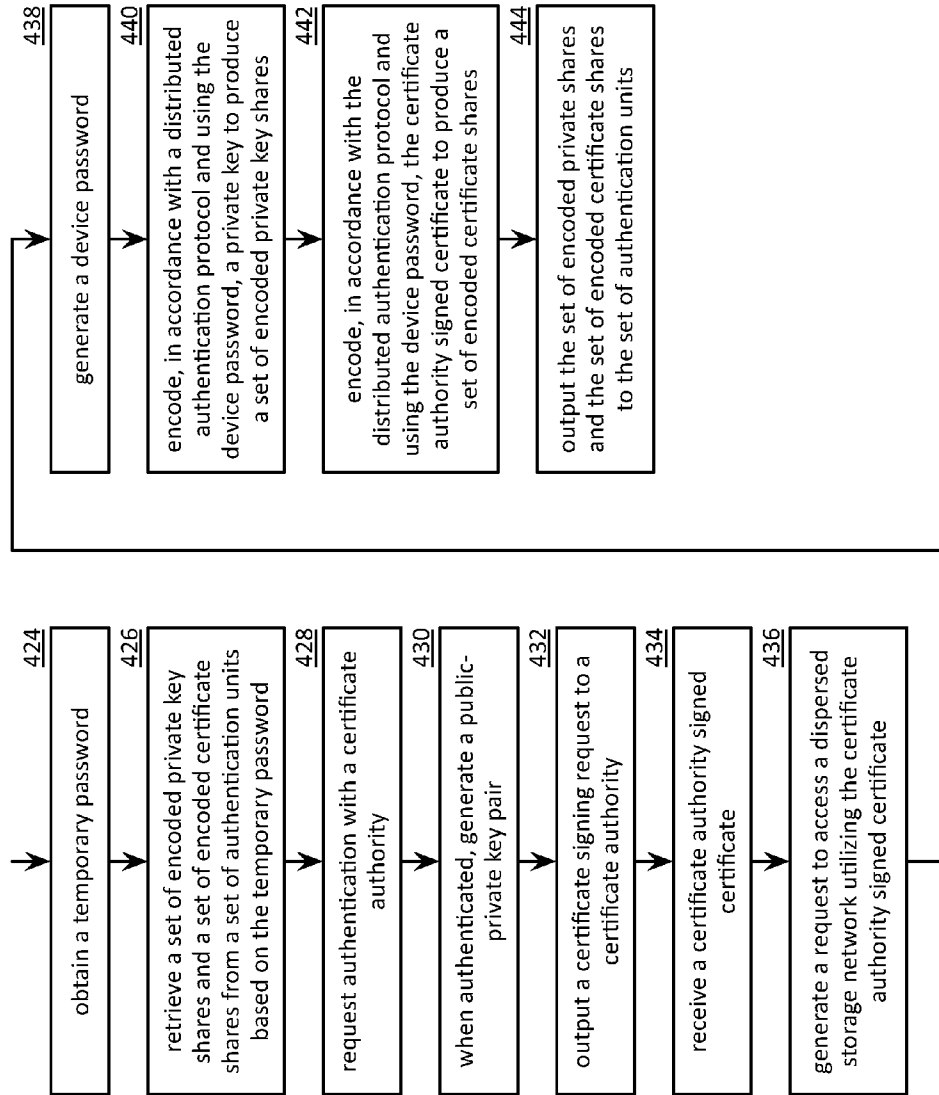 424
obtain a temporary password
426
retrieve a set of encoded private key
shares and a set of encoded certificate
shares from a set of authentication units
based on the temporary password
428
request authentication with a certificate
authority
430
when authenticated, generate a public-
private key pair
432
output a certificate signing request to a
certificate authority
434
receive a certificate authority signed
certificate
436
generate a request to access a dispersed
storage network utilizing the certificate
authority signed certificate
438
generate a device password
440
encode, in accordance with a distributed
authentication protocol and using the
device password, a private key to produce
a set of encoded private key shares
442
encode, in accordance with the
distributed authentication protocol and
using the device password, the certificate
authority signed certificate to produce a
set of encoded certificate shares
444
output the set of encoded private shares
and the set of encoded certificate shares
to the set of authentication units